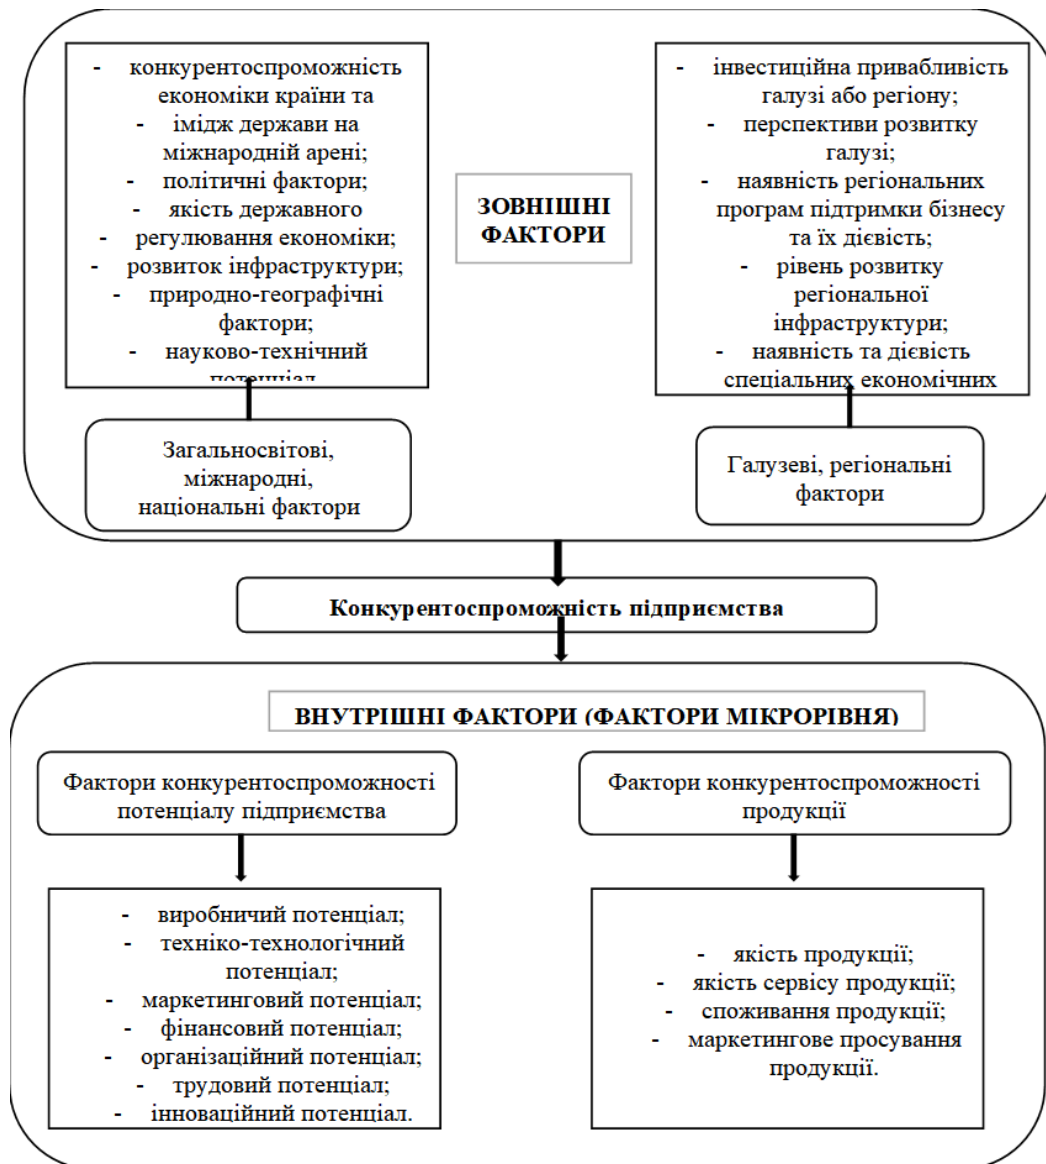 - конкурентоспроможність
економіки країни та
- імідж держави на
міжнародній арені;
- політичні фактори;
- якість державного
- регулювання економіки;
- розвиток інфраструктури;
- природно-географічні
фактори;
- науково-технічний
потенціал
ЗОВНІШНІ
ФАКТОРИ
- інвестиційна привабливість
галузі або регіону;
- перспективи розвитку
галузі;
- наявність регіональних
програм підтримки бізнесу
та їх дієвість;
- рівень розвитку
регіональної
інфраструктури;
- наявність та дієвість
спеціальних економічних
Загальносвітові,
міжнародні,
національні фактори
Галузеві, регіональні
фактори
Конкурентоспроможність підприємства
ВНУТРІШНІ ФАКТОРИ (ФАКТОРИ МІКРОРІВНЯ)
Фактори конкурентоспроможності
потенціалу підприємства
Фактори конкурентоспроможності
продукції
- виробничий потенціал;
- техніко-технологічний
потенціал;
- маркетинговий потенціал;
- фінансовий потенціал;
- організаційний потенціал;
- трудовий потенціал;
- інноваційний потенціал.
- якість продукції;
- якість сервісу продукції;
- споживання продукції;
- маркетингове просування
продукції.